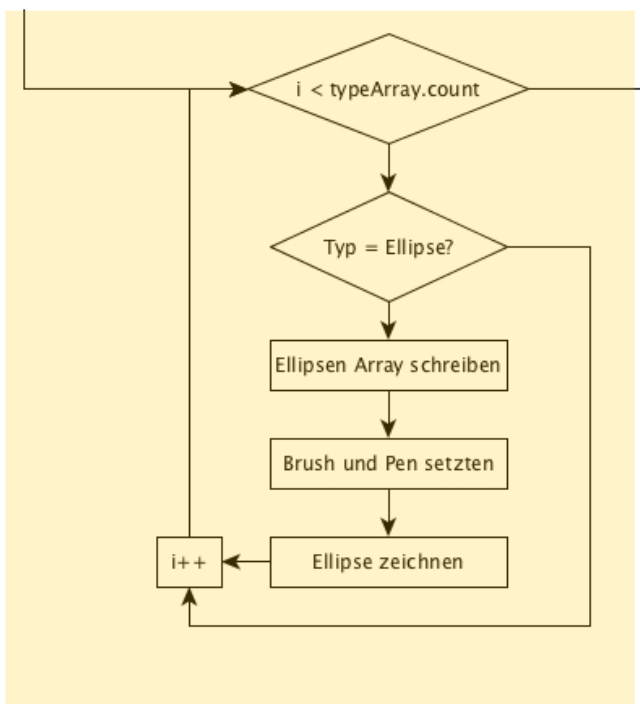 i < typeArray.count
Typ = Ellipse?
Ellipsen Array schreiben
Brush und Pen setzten
i++
Ellipse zeichnen